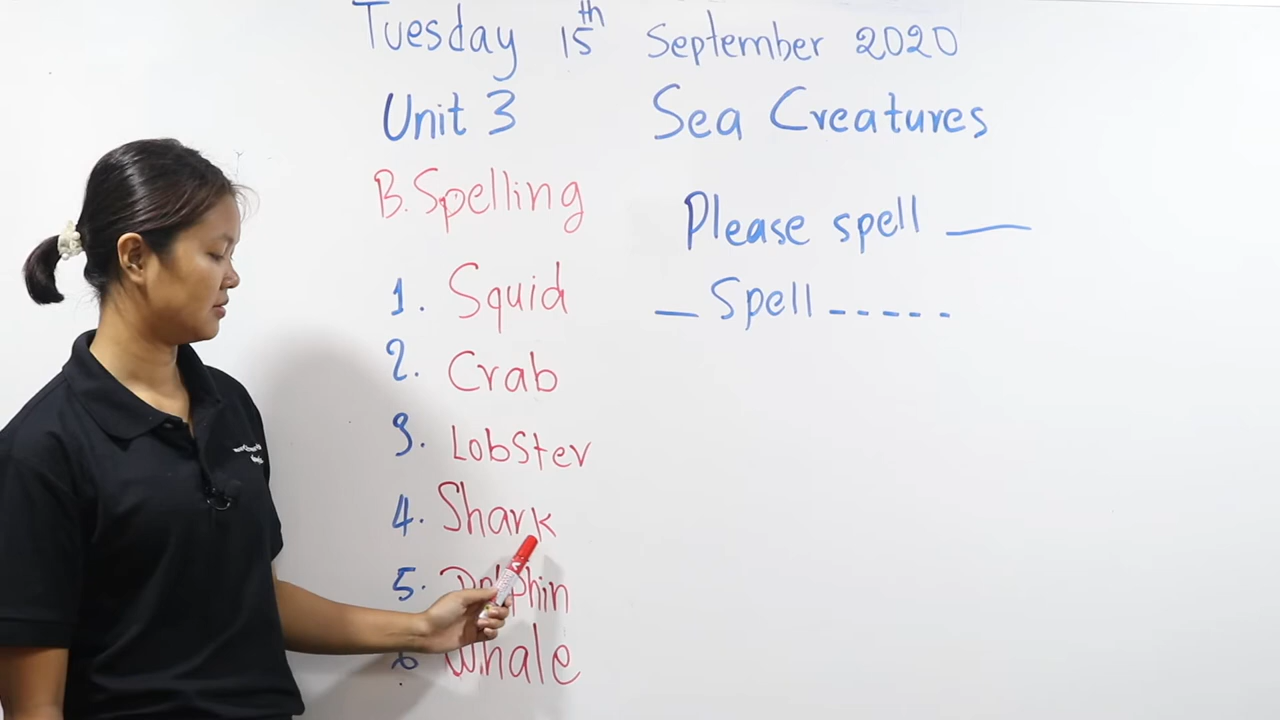 Tuesday 15th September 2020
Unit 3 Sea Creatures
B. Spelling
Please spell ___
1. Squid
_ Spell _ _ _ _ _
2. Crab
3. Lobster
4. Shark
5. Dolphin
6 Whale